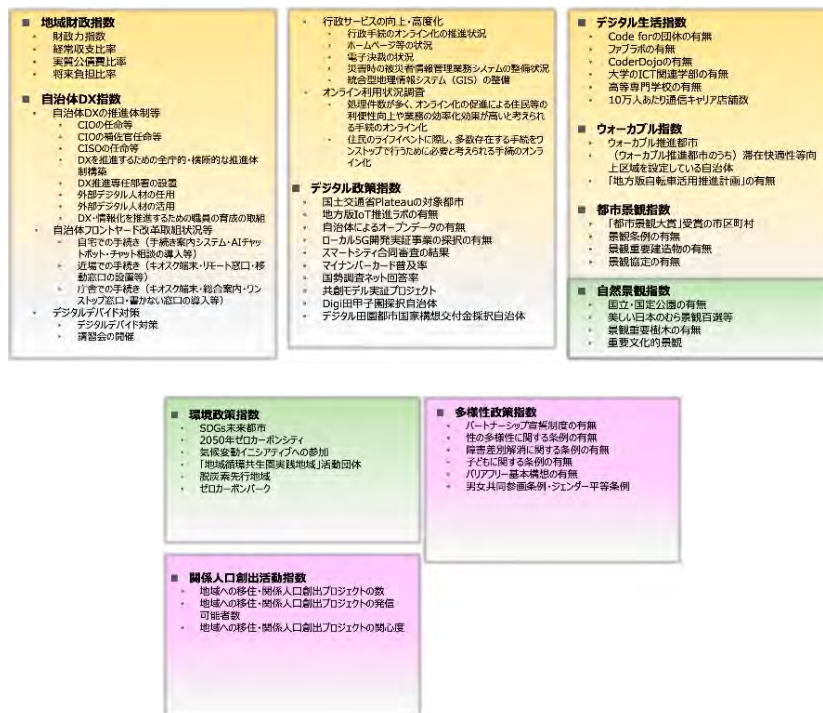 ■ 地域財政指数
・ 財政力指数
・ 経常収支比率
・ 実質公債費比率
・ 将来負担比率
■ 自治体DX指数
・ 自治体DXの推進体制等
・ CIOの任命等
・ CIOの補佐官任命等
・ CISOの任命等
・ DXを推進するための全庁的・横断的な推進体
制構築
・ DX推進専任部署の設置
・ 外部デジタル人材の任用
・ 外部デジタル人材の活用
・ DX・情報化を推進するための職員の育成の取組
・ 自治体フロントヤード改革取組状況等
・ 自宅での手続き（手続き案内システム・AIチャッ
トボット・チャット相談の導入等）
・ 近場での手続き（キオスク端末・リモート窓口・移
動窓口の設置等）
・ 庁舎での手続き（キオスク端末・総合案内・ワン
ストップ窓口・書かない窓口の導入等）
・ デジタルデバイド対策
・ デジタルデバイド対策
・ 講習会の開催
・ 行政サービスの向上・高度化
・ 行政手続のオンライン化の推進状況
・ ホームページ等の状況
・ 電子決裁の状況
・ 災害時の被災者情報管理業務システムの整備状況
・ 統合型地理情報システム（GIS）の整備
・ オンライン利用状況調査
・ 処理件数が多く、オンライン化の促進による住民等の
利便性向上や業務の効率化効果が高いと考えられ
る手続のオンライン化
・ 住民のライフイベントに際し、多数存在する手続をワ
ンストップで行うために必要と考えられる手続のオンラ
イン化
■ デジタル政策指数
・ 国土交通省Plateauの対象都市
・ 地方版IoT推進ラボの有無
・ 自治体によるオープンデータの有無
・ ローカル5G開発実証事業の採択の有無
・ スマートシティ合同審査の結果
・ マイナンバーカード普及率
・ 国勢調査ネット回答率
・ 共創モデル実証プロジェクト
・ Digi田甲子園採択自治体
・ デジタル田園都市国家構想交付金採択自治体
■ デジタル生活指数
・ Code forの団体の有無
・ ファブラボの有無
・ CoderDojoの有無
・ 大学のICT関連学部の有無
・ 高等専門学校の有無
・ 10万人あたり通信キャリア店舗数
■ ウォーカブル指数
・ ウォーカブル推進都市
・ （ウォーカブル推進都市のうち）滞在快適性等向
上区域を設定している自治体
・ 「地方版自転車活用推進計画」の有無
■ 都市景観指数
・ 「都市景観大賞」受賞の市区町村
・ 景観条例の有無
・ 景観重要建造物の有無
・ 景観協定の有無
■ 自然景観指数
・ 国立・国定公園の有無
・ 美しい日本のむら景観百選等
・ 景観重要樹木の有無
・ 重要文化的景観
■ 環境政策指数
・ SDGs未来都市
・ 2050年ゼロカーボンシティ
・ 気候変動イニシアティブへの参加
・ 「地域循環共生圏実践地域」活動団体
・ 脱炭素先行地域
・ ゼロカーボンパーク
■ 多様性政策指数
・ パートナーシップ宣誓制度の有無
・ 性の多様性に関する条例の有無
・ 障害差別解消に関する条例の有無
・ 子どもに関する条例の有無
・ バリアフリー基本構想の有無
・ 男女共同参画条例・ジェンダー平等条例
■ 関係人口創出活動指数
・ 地域への移住・関係人口創出プロジェクトの数
・ 地域への移住・関係人口創出プロジェクトの発信
可能者数
・ 地域への移住・関係人口創出プロジェクトの関心度